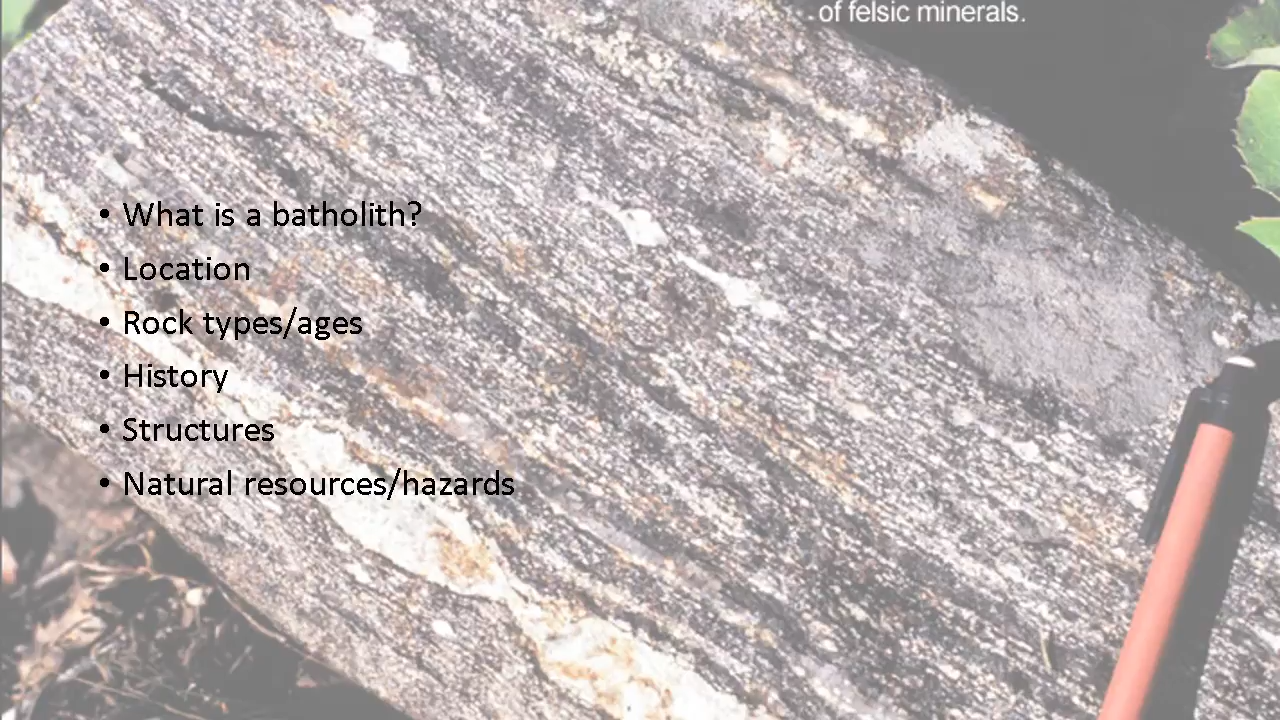 . of felsic minerals.
• What is a batholith?
• Location
• Rock types/ages
• History
• Structures
• Natural resources/hazards